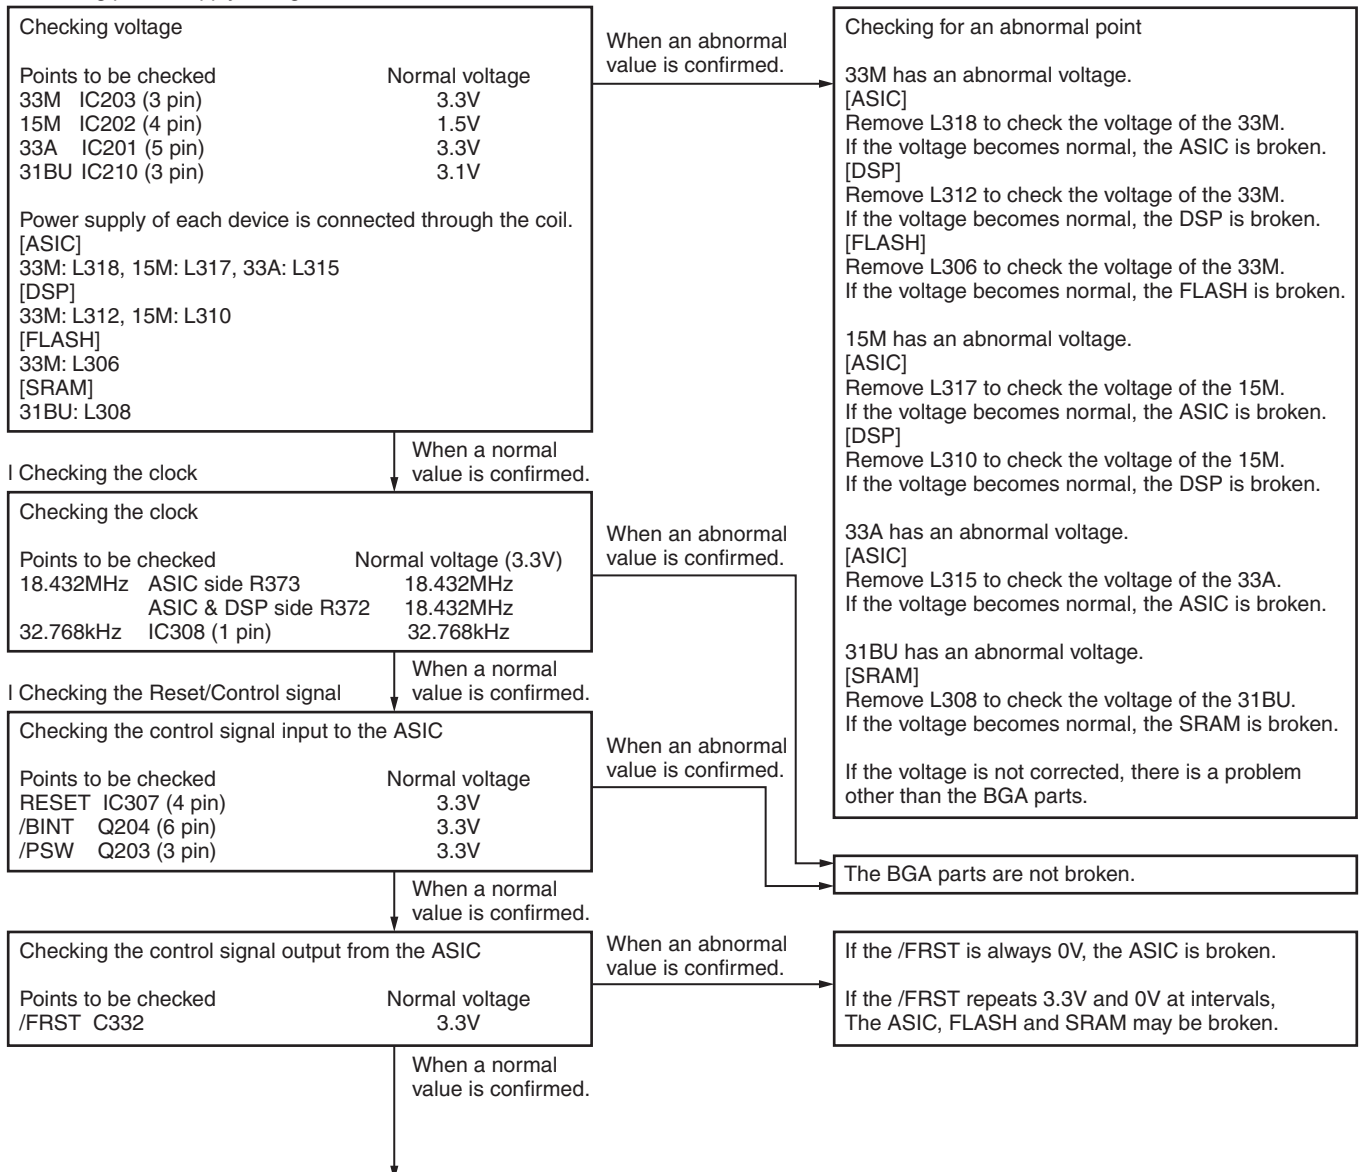 Checking voltage
Points to be checked Normal voltage
33M IC203 (3 pin) 3.3V
15M IC202 (4 pin) 1.5V
33A IC201 (5 pin) 3.3V
31BU IC210 (3 pin) 3.1V
Power supply of each device is connected through the coil.
[ASIC]
33M: L318, 15M: L317, 33A: L315
[DSP]
33M: L312, 15M: L310
[FLASH]
33M: L306
[SRAM]
31BU: L308
When an abnormal
value is confirmed.
Checking for an abnormal point
33M has an abnormal voltage.
[ASIC]
Remove L318 to check the voltage of the 33M.
If the voltage becomes normal, the ASIC is broken.
[DSP]
Remove L312 to check the voltage of the 33M.
If the voltage becomes normal, the DSP is broken.
[FLASH]
Remove L306 to check the voltage of the 33M.
If the voltage becomes normal, the FLASH is broken.
15M has an abnormal voltage.
[ASIC]
Remove L317 to check the voltage of the 15M.
If the voltage becomes normal, the ASIC is broken.
[DSP]
Remove L310 to check the voltage of the 15M.
If the voltage becomes normal, the DSP is broken.
33A has an abnormal voltage.
[ASIC]
Remove L315 to check the voltage of the 33A.
If the voltage becomes normal, the ASIC is broken.
31BU has an abnormal voltage.
[SRAM]
Remove L308 to check the voltage of the 31BU.
If the voltage becomes normal, the SRAM is broken.
If the voltage is not corrected, there is a problem
other than the BGA parts.
When a normal
value is confirmed.
l Checking the clock
Checking the clock
Points to be checked Normal voltage (3.3V)
18.432MHz ASIC side R373 18.432MHz
ASIC & DSP side R372 18.432MHz
32.768kHz IC308 (1 pin) 32.768kHz
When an abnormal
value is confirmed.
When a normal
value is confirmed.
l Checking the Reset/Control signal
Checking the control signal input to the ASIC
Points to be checked Normal voltage
RESET IC307 (4 pin) 3.3V
/BINT Q204 (6 pin) 3.3V
/PSW Q203 (3 pin) 3.3V
When an abnormal
value is confirmed.
The BGA parts are not broken.
When a normal
value is confirmed.
Checking the control signal output from the ASIC
Points to be checked Normal voltage
/FRST C332 3.3V
When an abnormal
value is confirmed.
If the /FRST is always 0V, the ASIC is broken.
If the /FRST repeats 3.3V and 0V at intervals,
The ASIC, FLASH and SRAM may be broken.
When a normal
value is confirmed.